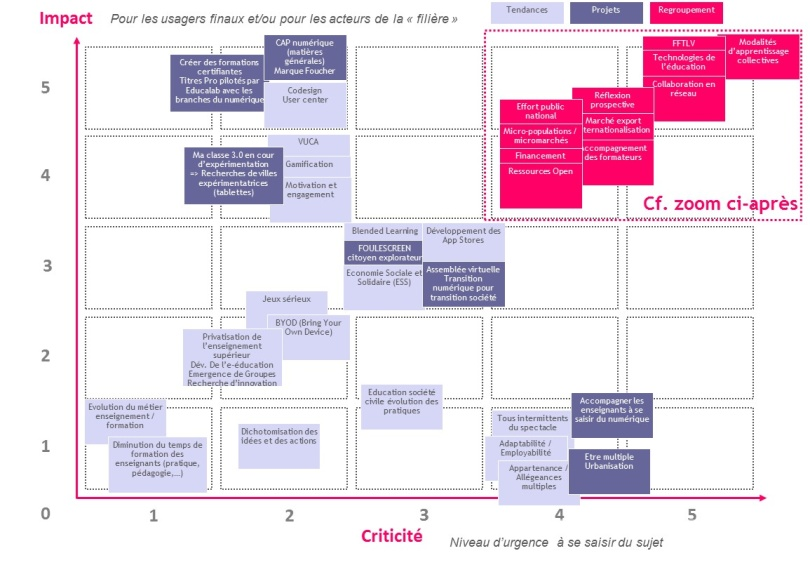 Impact
Pour les usagers finaux et/ou pour les acteurs de la « filière »
Tendances
Projets
Regroupement
5
Créer des formations
certifiantes
Titres Pro pilotés par
Educalab avec les
branches du numérique
CAP numérique
(matières
générales)
Marque Foucher
Codesign
User center
FFTLV
Technologies de
l'éducation
Collaboration en
réseau
Modalités
d'apprentissage
collectives
Réflexion
prospective
Marché export
ternationalisation
ccompagnement
des formateurs
Effort public
national
Micro-populations /
micromarchés
Financement
Ressources Open
Cf. zoom ci-après
4
Ma classe 3.0 en cour
d'expérimentation
=> Recherches de villes
expérimentatrices
(tablettes)
VUCA
Gamification
Motivation et
engagement
3
Blended Learning
FOULESCREEN
citoyen explorateur
Economie Sociale et
Solidaire (ESS)
Développement des
App Stores
Assemblée virtuelle
Transition
numérique pour
transition société
2
Jeux sérieux
BYOD (Bring Your
Own Device)
Privatisation de
l'enseignement
supérieur
Dév. De l'e-éducation
Emergence de Groupes
Recherche d'innovation
Education société
civile évolution des
pratiques
1
Evolution du métier
enseignement /
formation
Diminution du temps de
formation des
enseignants (pratique,
pédagogie,...)
Dichotomisation des
idées et des actions
Tous intermittents
du spectacle
Adaptabilité /
Employabilité
Appartenance /
Allégeances
multiples
Accompagner les
enseignants à se
saisir du numérique
Etre multiple
Urbanisation
0
1
2
3
4
5
Criticité
Niveau d'urgence à se saisir du sujet